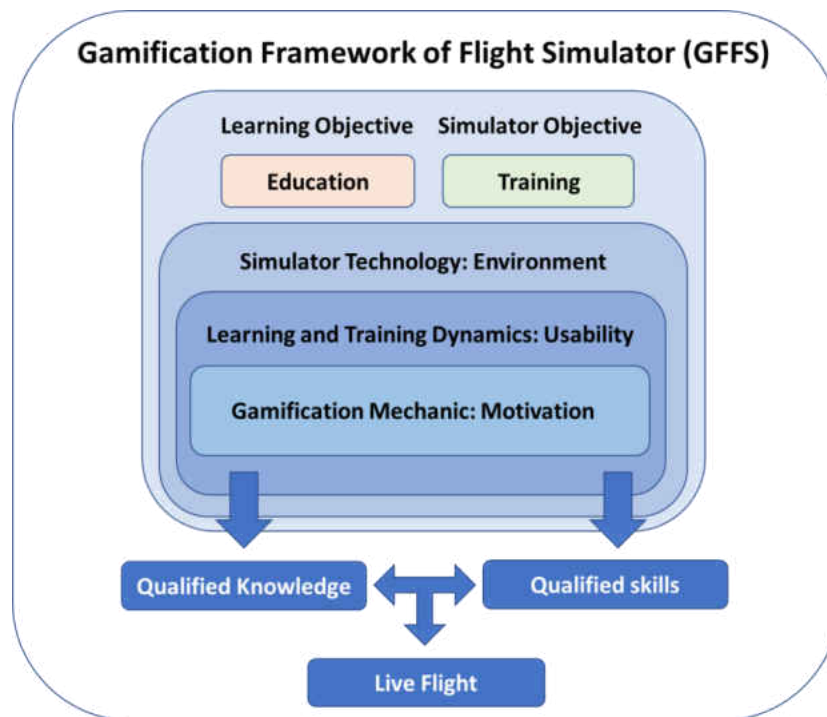 Gamification Framework of Flight Simulator (GFFS)
Learning Objective
Simulator Objective
Education
Training
Simulator Technology: Environment
Learning and Training Dynamics: Usability
Gamification Mechanic: Motivation
Qualified Knowledge
Qualified skills
Live Flight